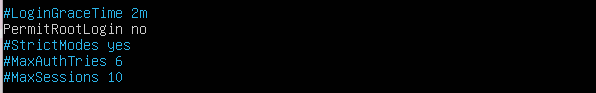 #LoginGraceTime 2m
PermitRootLogin no
#StrictModes yes
#MaxAuthTries 6
#MaxSessions 10